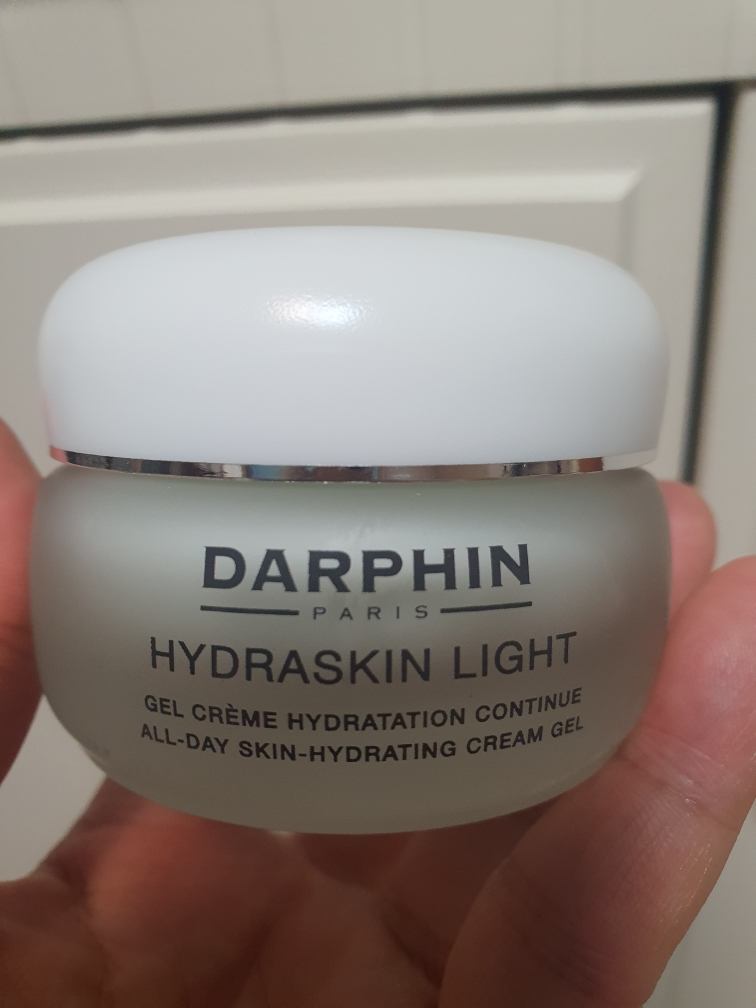 DARPHIN
PARIS
HYDRASKIN LIGHT
GEL CRÈME HYDRATATION CONTINUE
ALL-DAY SKIN-HYDRATING CREAM GEL